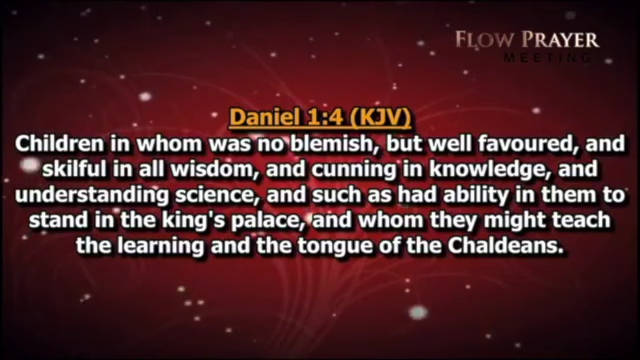 FLOW PRAYER
MEETING
Daniel 1:4 (KJV)
Children in whom was no blemish, but well favoured, and
skilful in all wisdom, and cunning in knowledge, and
understanding science, and such as had ability in them to
stand in the king's palace, and whom they might teach
the learning and the tongue of the Chaldeans.